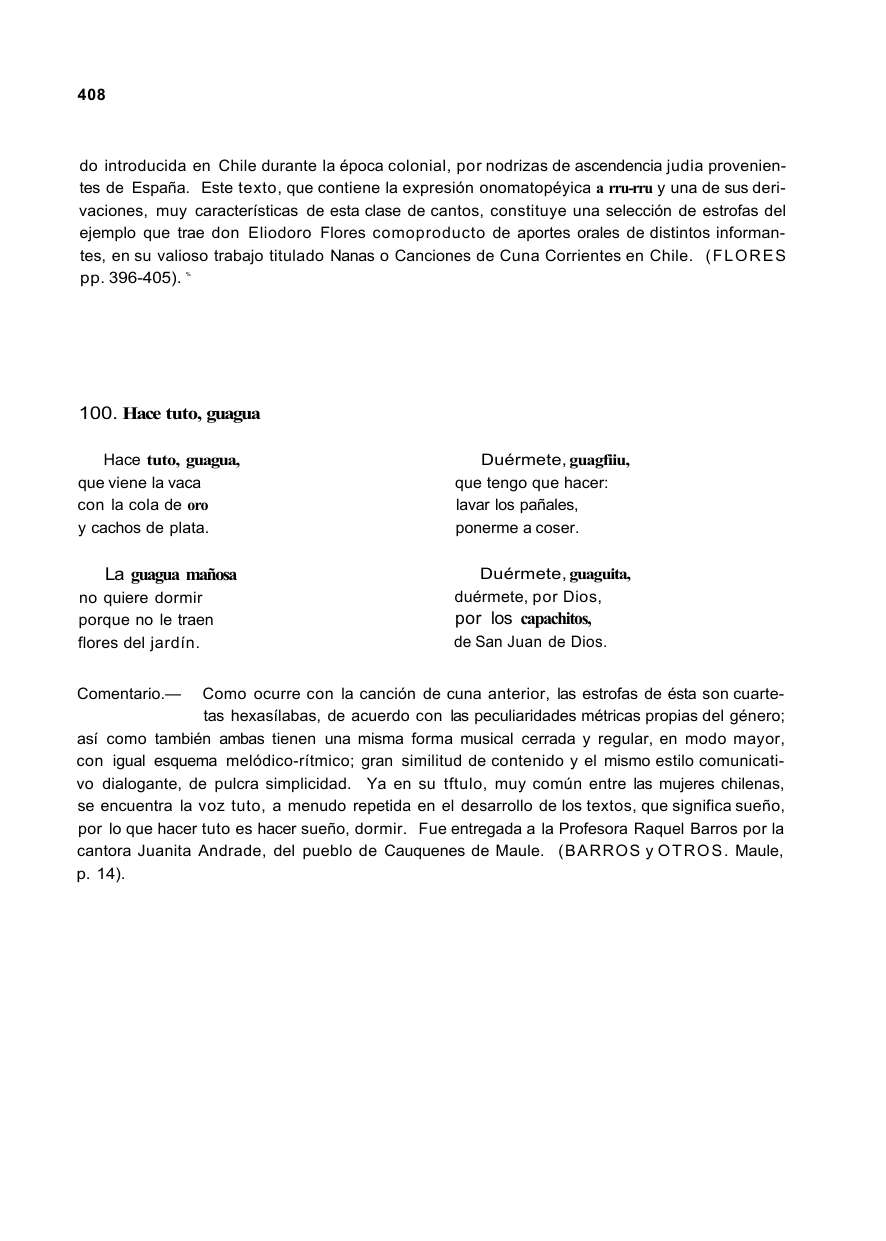 408
do introducida en Chile durante la época colonial, por nodrizas de ascendencia judia provenien-
tes de España. Este texto, que contiene la expresión onomatopéyica a rru-rru y una de sus deri-
vaciones, muy características de esta clase de cantos, constituye una selección de estrofas del
ejemplo que trae don Eliodoro Flores comoproducto de aportes orales de distintos informan-
tes, en su valioso trabajo titulado Nanas o Canciones de Cuna Corrientes en Chile. (FLORES
pp. 396-405).
100. Hace tuto, guagua
Hace tuto, guagua,
que viene la vaca
con la cola de oro
y cachos de plata.
La guagua mañosa
no quiere dormir
porque no le traen
flores del jardín.
Duérmete, guagfiiu,
que tengo que hacer:
lavar los pañales,
ponerme a coser.
Duérmete, guaguita,
duérmete, por Dios,
por los capachitos,
de San Juan de Dios.
Comentario.— Como ocurre con la canción de cuna anterior, las estrofas de ésta son cuarte-
tas hexasílabas, de acuerdo con las peculiaridades métricas propias del género;
así como también ambas tienen una misma forma musical cerrada y regular, en modo mayor,
con igual esquema melódico-rítmico; gran similitud de contenido y el mismo estilo comunicati-
vo dialogante, de pulcra simplicidad. Ya en su tftulo, muy común entre las mujeres chilenas,
se encuentra la voz tuto, a menudo repetida en el desarrollo de los textos, que significa sueño,
por lo que hacer tuto es hacer sueño, dormir. Fue entregada a la Profesora Raquel Barros por la
cantora Juanita Andrade, del pueblo de Cauquenes de Maule. (BARROS y OTROS. Maule,
p. 14).